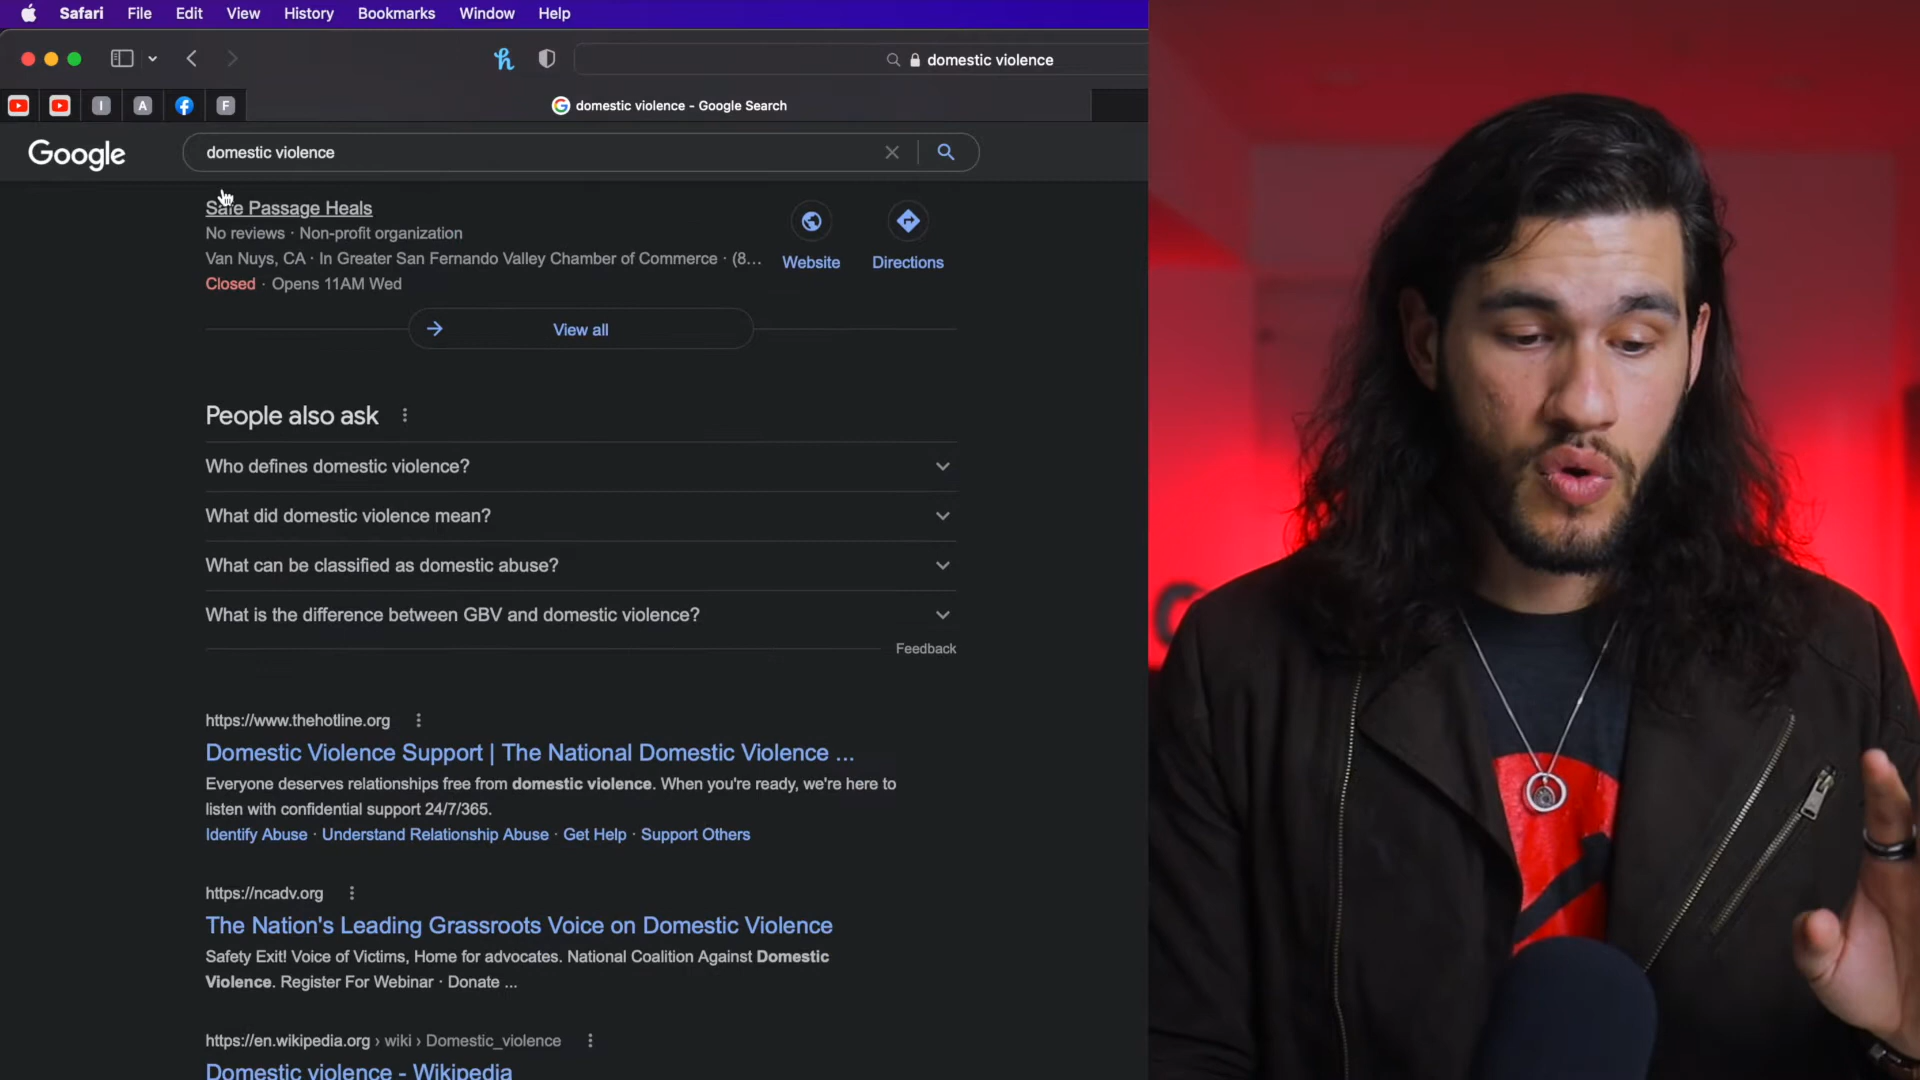 Safari File Edit View History Bookmarks Window Help
domestic violence
I A F domestic violence - Google Search
Google domestic violence
Safe Passage Heals
No reviews · Non-profit organization
Van Nuys, CA · In Greater San Fernando Valley Chamber of Commerce · (8...
Closed · Opens 11AM Wed
Website Directions
View all
People also ask
Who defines domestic violence?
What did domestic violence mean?
What can be classified as domestic abuse?
What is the difference between GBV and domestic violence?
Feedback
https://www.thehotline.org
Domestic Violence Support | The National Domestic Violence ...
Everyone deserves relationships free from domestic violence. When you're ready, we're here to
listen with confidential support 24/7/365.
Identify Abuse · Understand Relationship Abuse · Get Help · Support Others
https://ncadv.org
The Nation's Leading Grassroots Voice on Domestic Violence
Safety Exit! Voice of Victims, Home for advocates. National Coalition Against Domestic
Violence. Register For Webinar · Donate ...
https://en.wikipedia.org › wiki › Domestic_violence
Domestic violence - Wikipedia